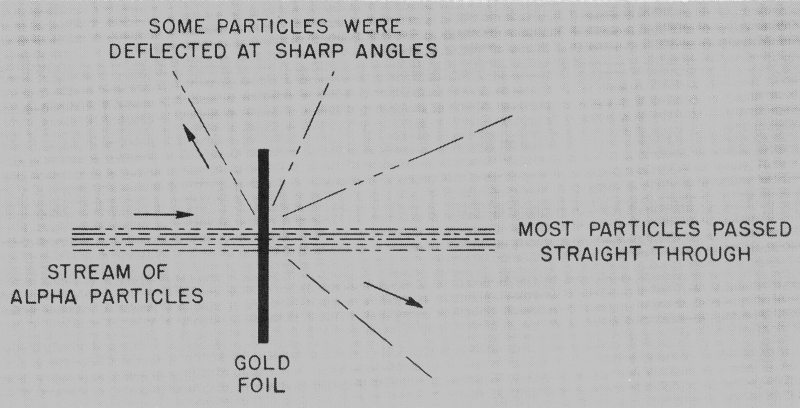 SOME PARTICLES WERE
DEFLECTED AT SHARP ANGLES
MOST PARTICLES PASSED
STRAIGHT THROUGH
STREAM OF
ALPHA PARTICLES
GOLD
FOIL